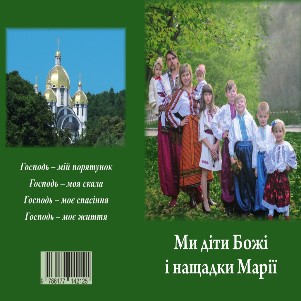 Господь – мій порятунок
Господь – моя скала
Господь – моє спасіння
Господь – моє життя
Ми діти Божі
і нащадки Марії